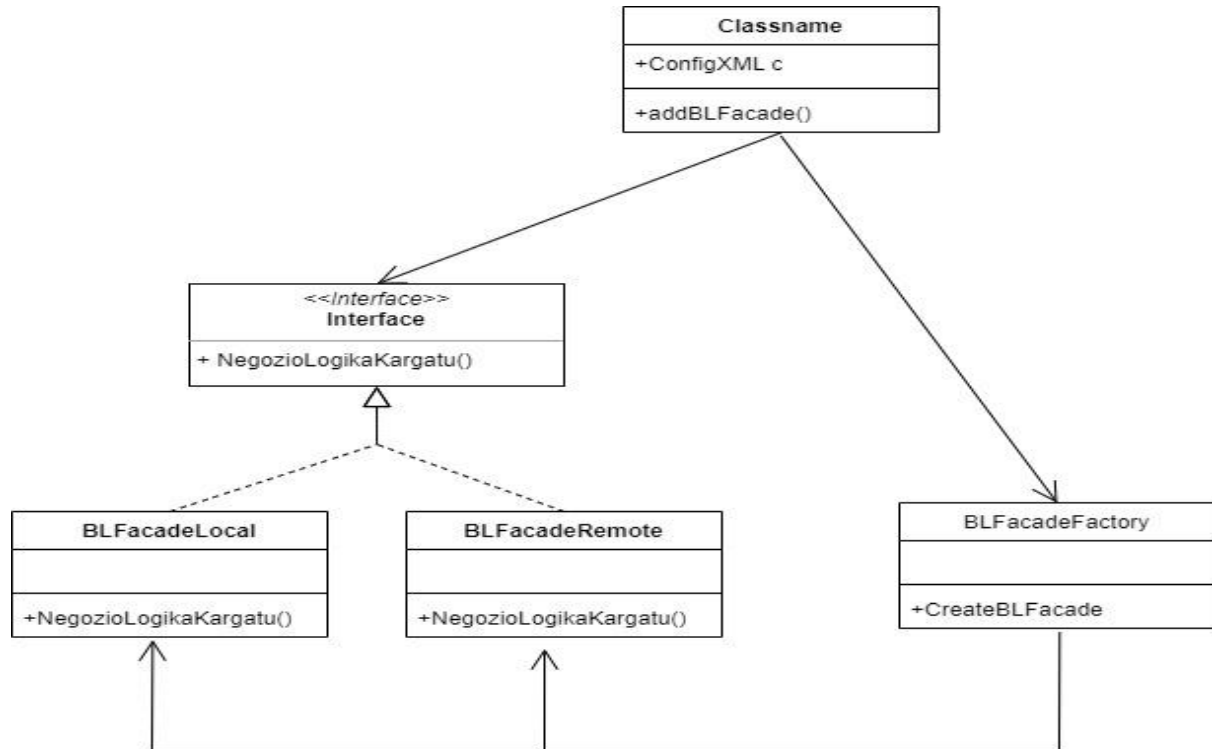 Classname
+ConfigXML c
+addBLFacade()
<<Interface>>
Interface
+ NegozioLogikaKargatu()
BLFacadeLocal
+NegozioLogikaKargatu()
BLFacadeRemote
+NegozioLogikaKargatu()
BLFacadeFactory
+CreateBLFacade